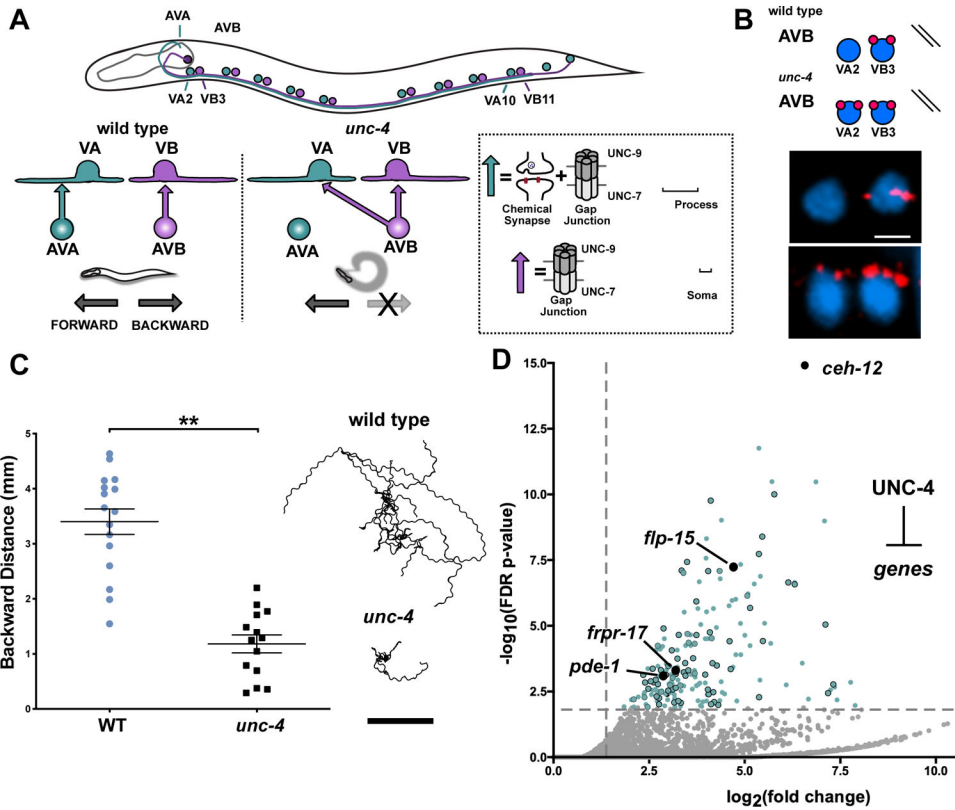 A
AVA
AVB
VA2 VB3
VA10 VB11
wild type
VA VB
AVA AVB
FORWARD BACKWARD
unc-4
VA VB
AVA AVB
X
=
+
UNC-9
UNC-7
Chemical
Synapse
Gap
Junction
Process
=
UNC-9
UNC-7
Gap
Junction
Soma
B
wild type
AVB
VA2 VB3
unc-4
AVB
VA2 VB3
C
Backward Distance (mm)
5
4
3
2
1
0
**
WT unc-4
wild type
unc-4
D
-log10(FDR p-value)
15.0
12.5
10.0
7.5
5.0
2.5
0.0
2.5 5.0 7.5 10.0
log2(fold change)
ceh-12
flp-15
frpr-17
pde-1
UNC-4
genes